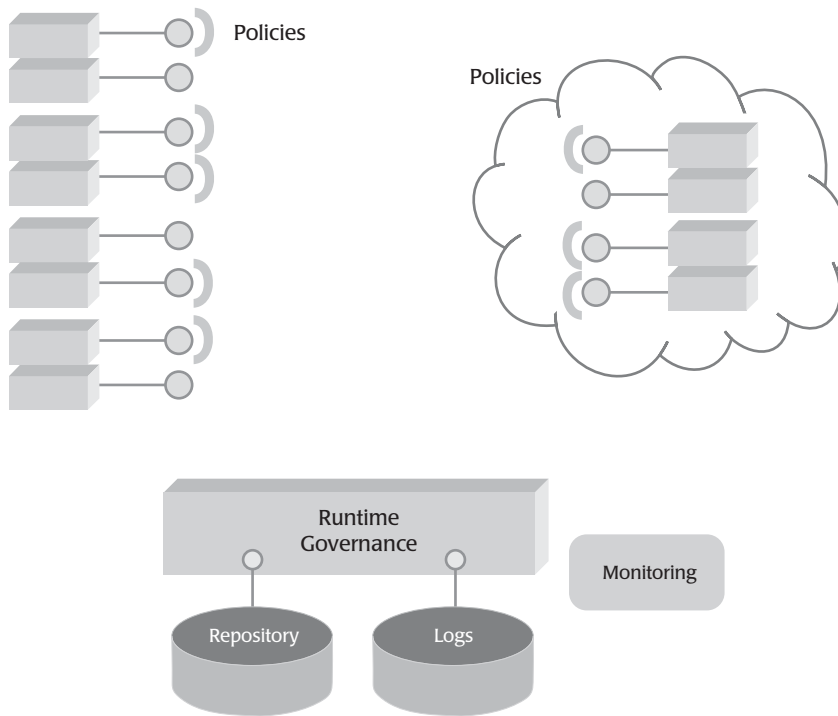 Policies
Policies
Runtime
Governance
Monitoring
Repository
Logs